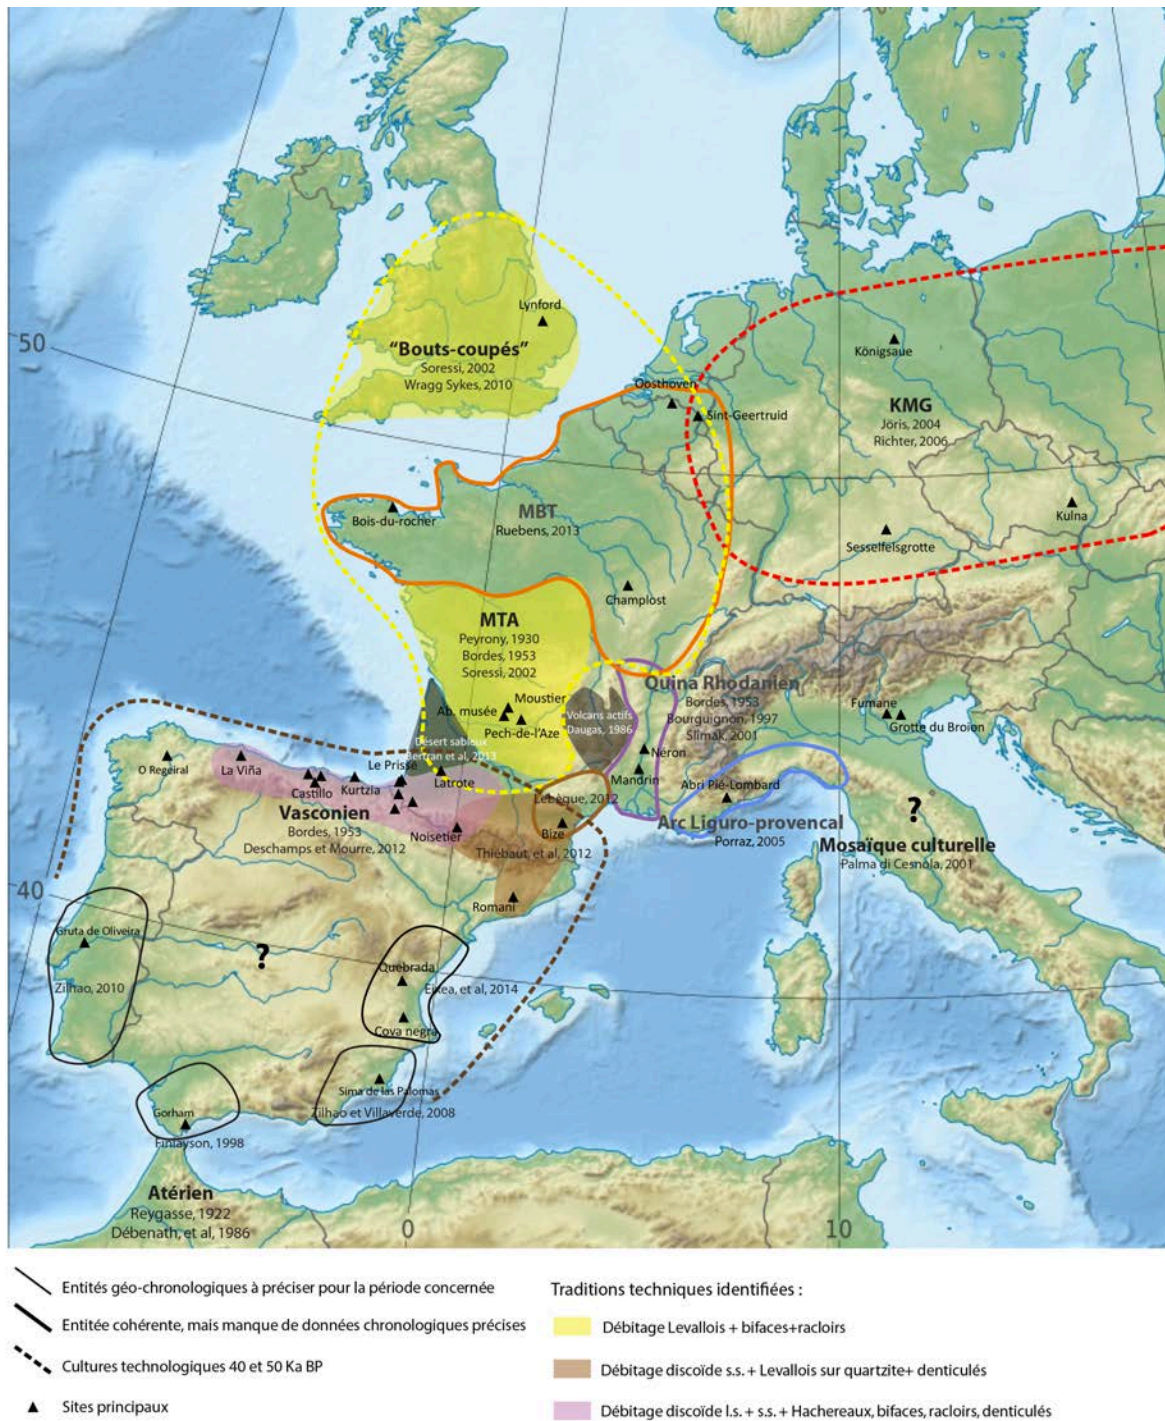 50
Lynford
"Bouts-coupés"
Soressi, 2002
Wragg Sykes, 2010
Königsaue
Oosthoven
Sint-Geertruid
KMG
Jöris, 2004
Richter, 2006
Bois-du-rocher
MBT
Ruebens, 2013
Kulna
Sesselfelsgrotte
Champlost
MTA
Peyrony, 1930
Bordes, 1953
Soressi, 2002
Quina Rhodanien
Bordes, 1953
Bourguignon, 1997
Slimak, 2001
Moustier
Ab. musée
Pech-de-l'Aze
Volcans actifs
Daugas, 1986
Fumane
Grotte du Broion
Désert sableux
Bertran et al, 2013
O Regeiral
La Viña
Le Prissé
Néron
Castillo
Kurtzia
Latrote
Mandrin
Abri Pié-Lombard
Lebègue, 2012
Vasconien
Bordes, 1953
Deschamps et Mourre, 2012
Noisetier
Bize
Thiébaut, et al, 2012
Arc Liguro-provencal
Porraz, 2005
?
Mosaïque culturelle
Palma di Cesnola, 2001
40
Romani
Gruta de Oliveira
Zilhao, 2010
?
Quebrada
Eixea, et al, 2014
Cova negra
Sima de las Palomas
Zilhao et Villaverde, 2008
Gorham
Finlayson, 1998
Atérien
Reygasse, 1922
Débenath, et al, 1986
0
10
Entités géo-chronologiques à préciser pour la période concernée
Entitée cohérente, mais manque de données chronologiques précises
Cultures technologiques 40 et 50 Ka BP
Sites principaux
Traditions techniques identifiées :
Débitage Levallois + bifaces+racloirs
Débitage discoïde s.s. + Levallois sur quartzite+ denticulés
Débitage discoïde l.s. + s.s. + Hachereaux, bifaces, racloirs, denticulés